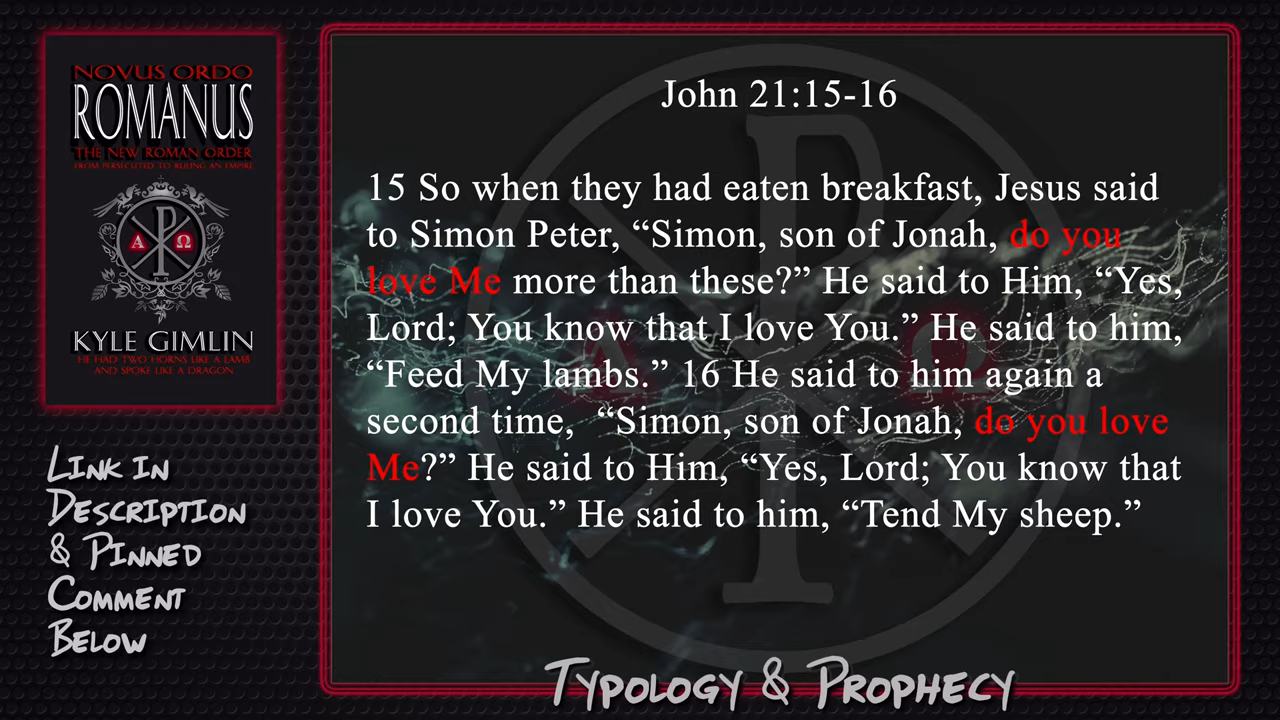 NOVUS ORDO
ROMANUS
THE NEW ROMAN ORDER
FROM PERSECUTED TO RULING AN EMPIRE
Α Ω
KYLE GIMLIN
HE HAD TWO HORNS LIKE A LAMB
AND SPOKE LIKE A DRAGON
Link in
Description
& Pinned
Comment
Below
John 21:15-16
15 So when they had eaten breakfast, Jesus said
to Simon Peter, “Simon, son of Jonah, do you
love Me more than these?” He said to Him, “Yes,
Lord; You know that I love You.” He said to him,
“Feed My lambs.” 16 He said to him again a
second time, “Simon, son of Jonah, do you love
Me?” He said to Him, “Yes, Lord; You know that
I love You.” He said to him, “Tend My sheep.”
Α Ω
Typology & Prophecy